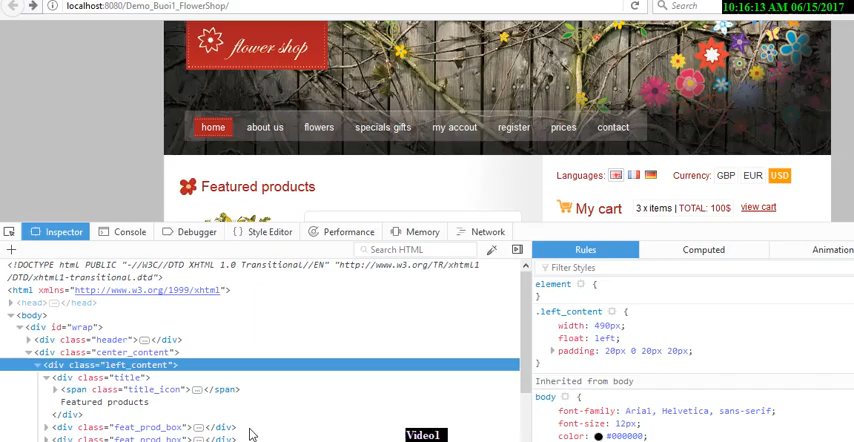 localhost:8080/Demo_Buoi1_FlowerShop/
Search
10:16:13 AM 06/15/2017
flower shop
home about us flowers specials gifts my accout register prices contact
Featured products
Languages: Currency: GBP EUR USD
My cart 3 x items | TOTAL: 100$ view cart
Inspector Console Debugger {} Style Editor Performance Memory Network
+ Search HTML Rules Computed Animation
Filter Styles
<!DOCTYPE html PUBLIC "-//W3C//DTD XHTML 1.0 Transitional//EN" "http://www.w3.org/TR/xhtml1
/DTD/xhtml1-transitional.dtd">
<html xmlns="http://www.w3.org/1999/xhtml">
<head></head>
<body>
<div id="wrap">
<div class="header"></div>
<div class="center_content">
<div class="left_content">
<div class="title">
<span class="title_icon"></span>
Featured products
</div>
<div class="feat_prod_box"></div>
<div class="feat_prod_box"></div>
element {
}
.left_content {
width: 490px;
float: left;
padding: 20px 0 20px 20px;
}
Inherited from body
body {
font-family: Arial, Helvetica, sans-serif;
font-size: 12px;
color: #000000;
Video1